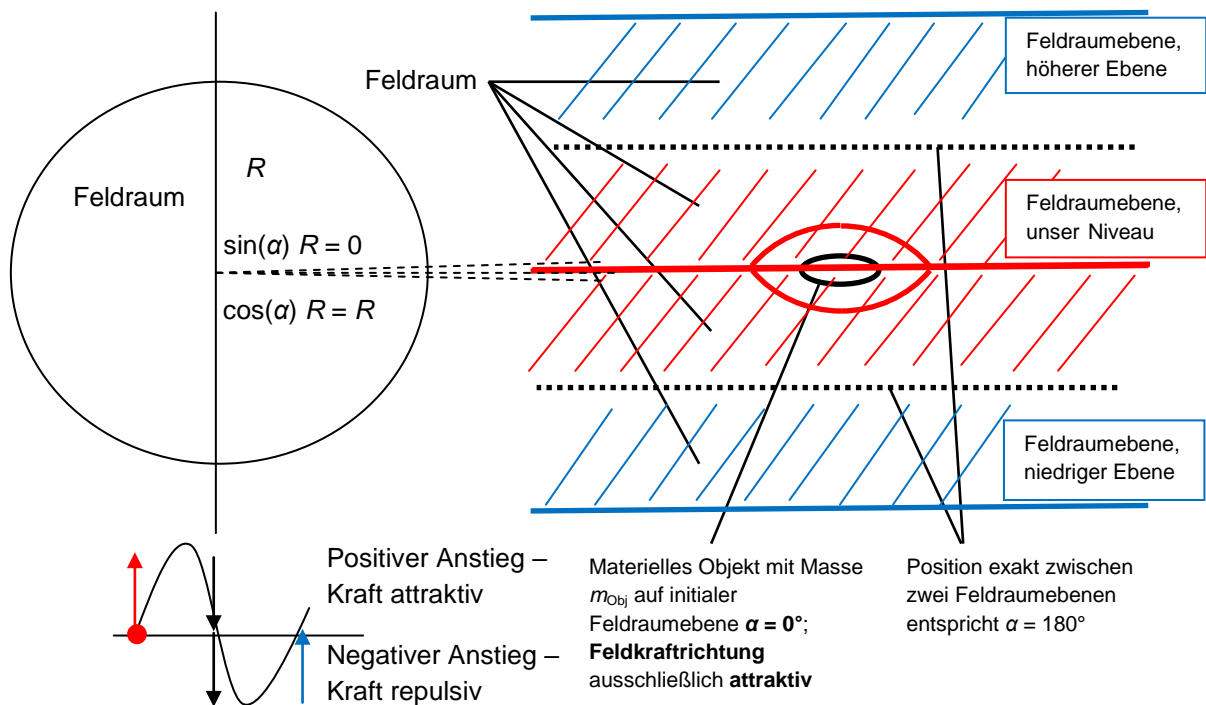 Feldraum
R
sin(α) R = 0
cos(α) R = R
Feldraum
Feldraumebene,
höherer Ebene
Feldraumebene,
unser Niveau
Feldraumebene,
niedriger Ebene
Positiver Anstieg –
Kraft attraktiv
Negativer Anstieg –
Kraft repulsiv
Materielles Objekt mit Masse
mObj auf initialer
Feldraumebene α = 0°;
Feldkraftrichtung
ausschließlich attraktiv
Position exakt zwischen
zwei Feldraumebenen
entspricht α = 180°